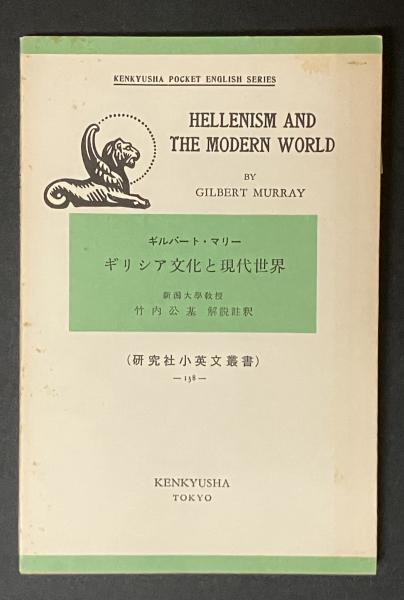 KENKYUSHA POCKET ENGLISH SERIES
HELLENISM AND
THE MODERN WORLD
BY
GILBERT MURRAY
ギルバート・マリー
ギリシア文化と現代世界
新潟大學敎授
竹内公基 解說註釈
(研究社小英文叢書)
— 138 —
KENKYUSHA
TOKYO